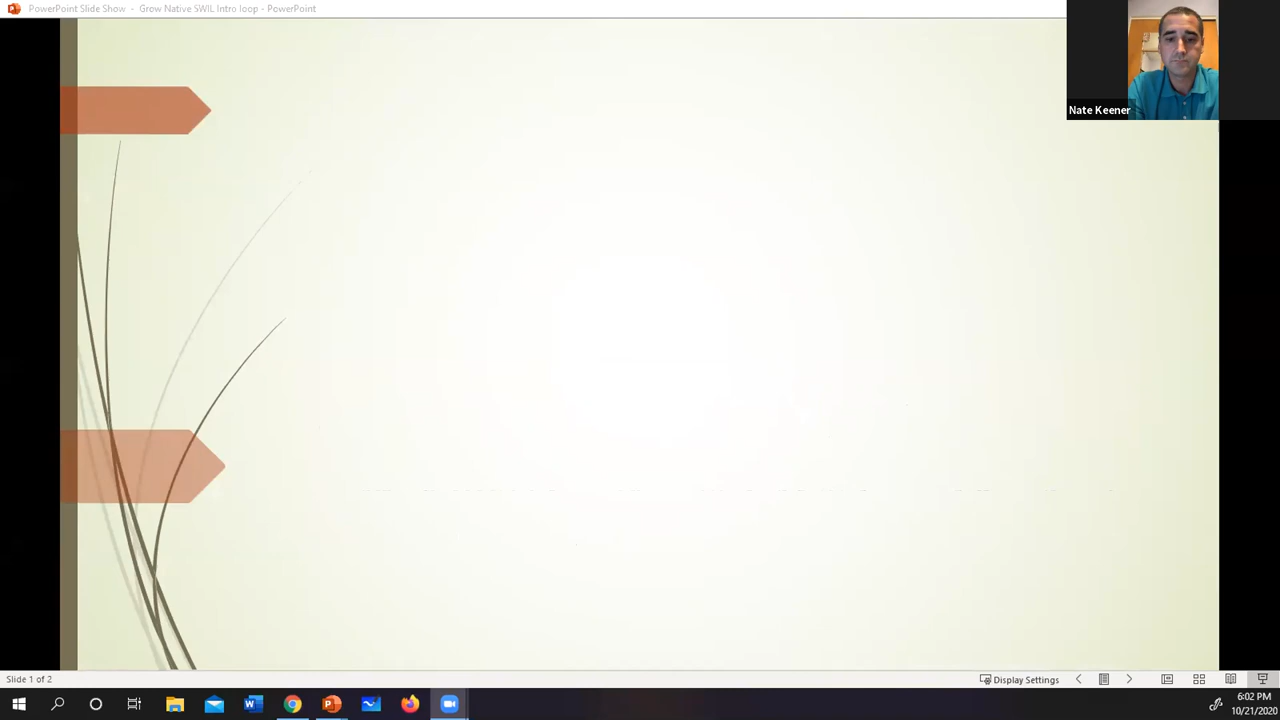 PowerPoint Slide Show - Grow Native SWIL Intro loop - PowerPoint
Nate Keener
Slide 1 of 2
Display Settings
6:02 PM
10/21/2020